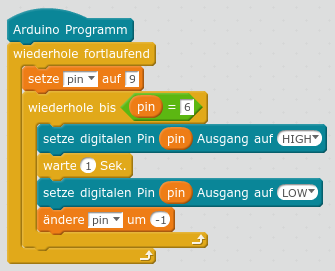 Arduino Programm
wiederhole fortlaufend
setze pin auf 9
wiederhole bis pin = 6
setze digitalen Pin pin Ausgang auf HIGH
warte 1 Sek.
setze digitalen Pin pin Ausgang auf LOW
ändere pin um -1